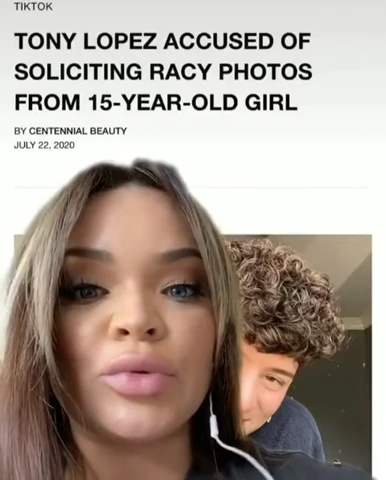 TIKTOK
TONY LOPEZ ACCUSED OF
SOLICITING RACY PHOTOS
FROM 15-YEAR-OLD GIRL
BY CENTENNIAL BEAUTY
JULY 22, 2020